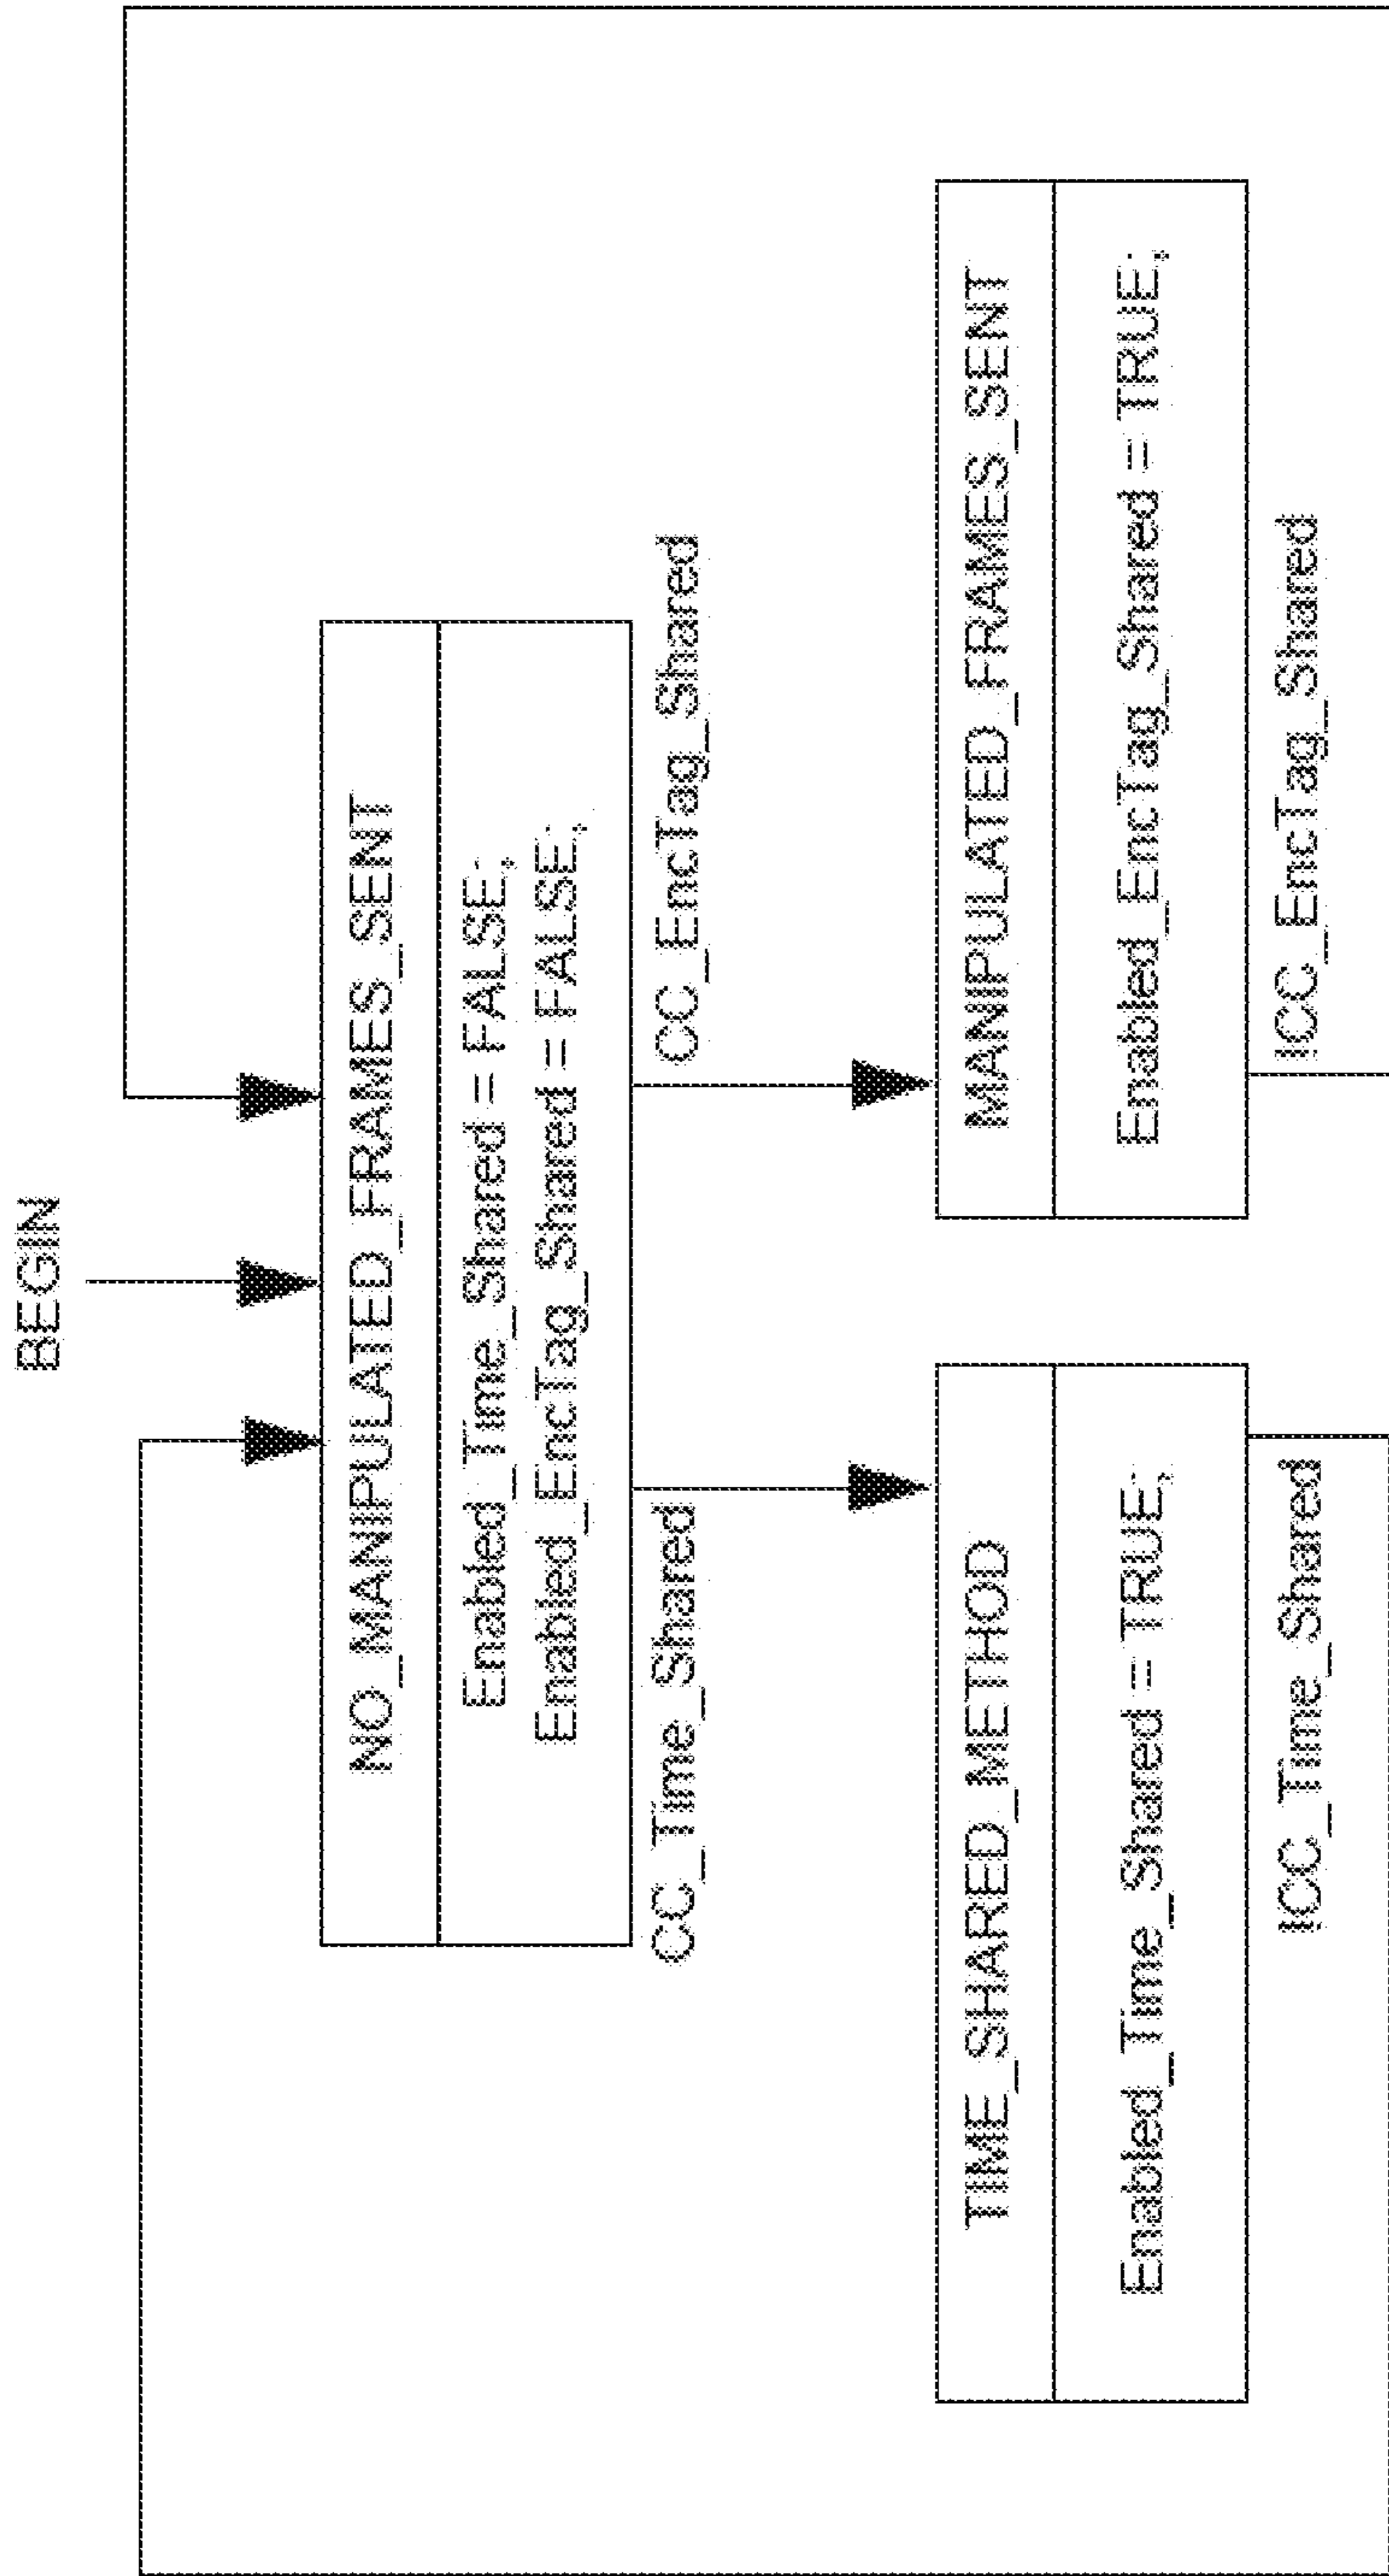 BEGIN
NO_MANIPULATED_FRAMES_SENT
Enabled_Time_Shared = FALSE;
Enabled_EncTag_Shared = FALSE;
CC_Time_Shared
CC_EncTag_Shared
TIME_SHARED_METHOD
Enabled_Time_Shared = TRUE;
!CC_Time_Shared
MANIPULATED_FRAMES_SENT
Enabled_EncTag_Shared = TRUE;
!CC_EncTag_Shared